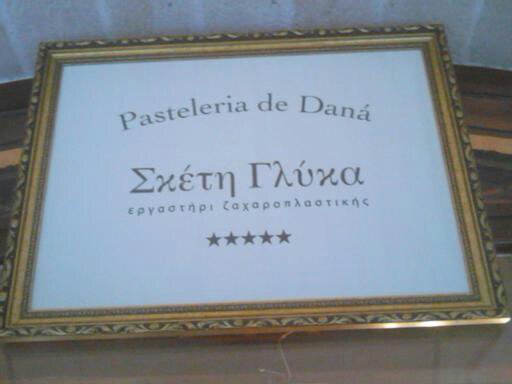 Pasteleria de Daná
Σκέτη Γλύκα
εργαστήρι ζαχαροπλαστικής
★★★★★